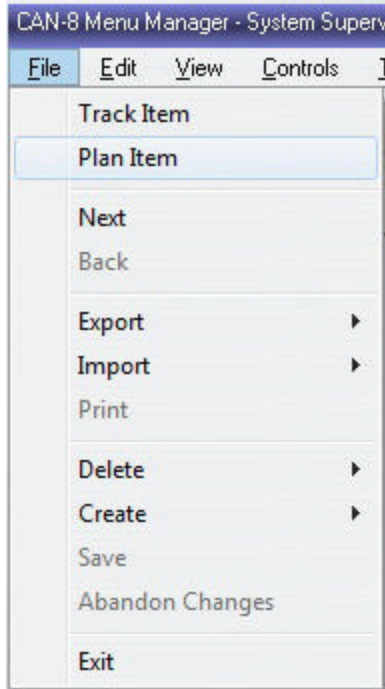 CAN-8 Menu Manager - System Superv
File Edit View Controls
Track Item
Plan Item
Next
Back
Export
Import
Print
Delete
Create
Save
Abandon Changes
Exit